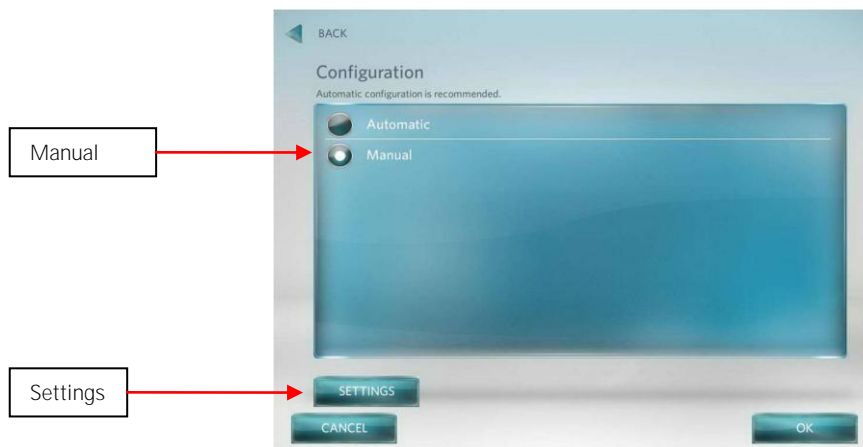 BACK
Configuration
Automatic configuration is recommended.
Automatic
Manual
Manual
Settings
SETTINGS
CANCEL
OK